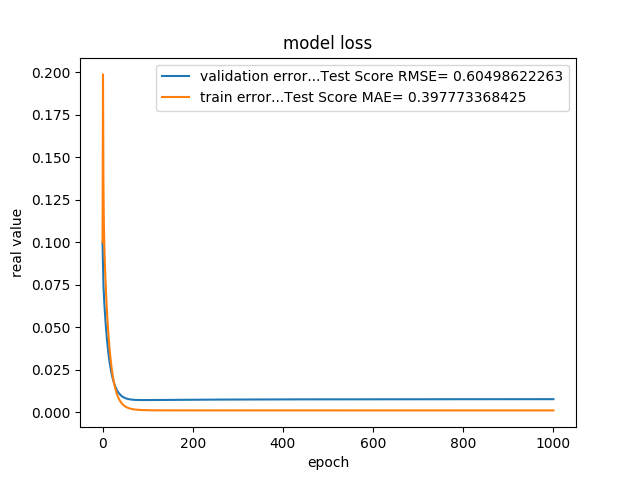 model loss
validation error...Test Score RMSE= 0.60498622263
train error...Test Score MAE= 0.397773368425
real value
0.200
0.175
0.150
0.125
0.100
0.075
0.050
0.025
0.000
0 200 400 600 800 1000
epoch